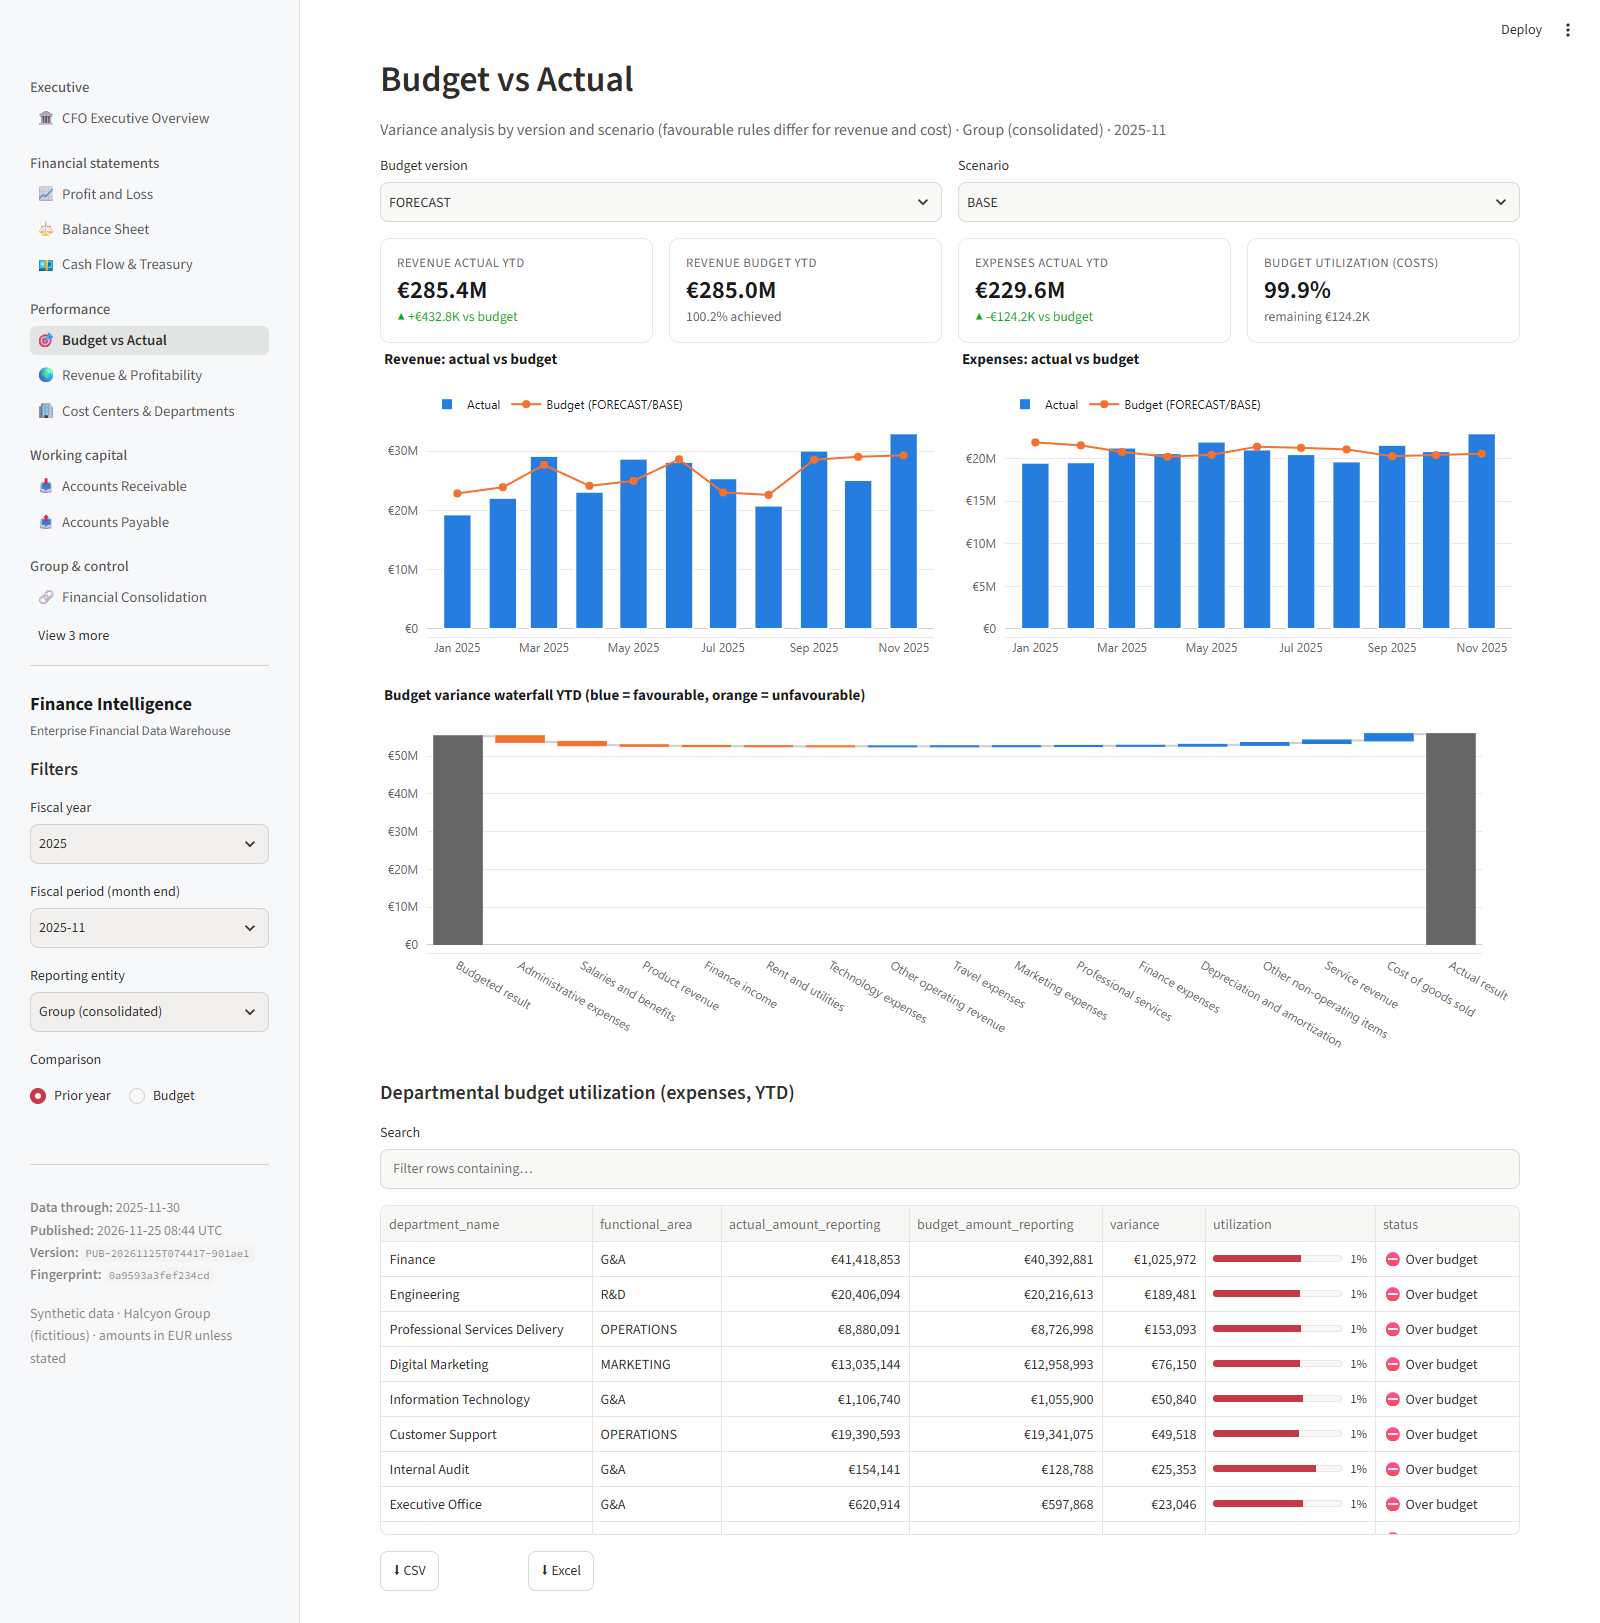 Deploy
Executive
CFO Executive Overview
Financial statements
Profit and Loss
Balance Sheet
Cash Flow & Treasury
Performance
Budget vs Actual
Revenue & Profitability
Cost Centers & Departments
Working capital
Accounts Receivable
Accounts Payable
Group & control
Financial Consolidation
View 3 more
Finance Intelligence
Enterprise Financial Data Warehouse
Filters
Fiscal year
2025
Fiscal period (month end)
2025-11
Reporting entity
Group (consolidated)
Comparison
Prior year Budget
Data through: 2025-11-30
Published: 2026-11-25 08:44 UTC
Version: PUB-20261125T074417-901ae1
Fingerprint: 0a9593a3fef234cd
Synthetic data · Halcyon Group
(fictitious) · amounts in EUR unless
stated
Budget vs Actual
Variance analysis by version and scenario (favourable rules differ for revenue and cost) · Group (consolidated) · 2025-11
Budget version
FORECAST
Scenario
BASE
REVENUE ACTUAL YTD
€285.4M
▲ +€432.8K vs budget
REVENUE BUDGET YTD
€285.0M
100.2% achieved
EXPENSES ACTUAL YTD
€229.6M
▲ -€124.2K vs budget
BUDGET UTILIZATION (COSTS)
99.9%
remaining €124.2K
Revenue: actual vs budget
Actual Budget (FORECAST/BASE)
€30M
€20M
€10M
€0
Jan 2025 Mar 2025 May 2025 Jul 2025 Sep 2025 Nov 2025
Expenses: actual vs budget
Actual Budget (FORECAST/BASE)
€20M
€15M
€10M
€5M
€0
Jan 2025 Mar 2025 May 2025 Jul 2025 Sep 2025 Nov 2025
Budget variance waterfall YTD (blue = favourable, orange = unfavourable)
€50M
€40M
€30M
€20M
€10M
€0
Budgeted result
Administrative expenses
Salaries and benefits
Product revenue
Finance income
Rent and utilities
Technology expenses
Other operating revenue
Travel expenses
Marketing expenses
Professional services
Finance expenses
Depreciation and amortization
Other non-operating items
Service revenue
Cost of goods sold
Actual result
Departmental budget utilization (expenses, YTD)
Search
Filter rows containing…
department_name functional_area actual_amount_reporting budget_amount_reporting variance utilization status
Finance G&A €41,418,853 €40,392,881 €1,025,972 1% Over budget
Engineering R&D €20,406,094 €20,216,613 €189,481 1% Over budget
Professional Services Delivery OPERATIONS €8,880,091 €8,726,998 €153,093 1% Over budget
Digital Marketing MARKETING €13,035,144 €12,958,993 €76,150 1% Over budget
Information Technology G&A €1,106,740 €1,055,900 €50,840 1% Over budget
Customer Support OPERATIONS €19,390,593 €19,341,075 €49,518 1% Over budget
Internal Audit G&A €154,141 €128,788 €25,353 1% Over budget
Executive Office G&A €620,914 €597,868 €23,046 1% Over budget
⬇ CSV
⬇ Excel